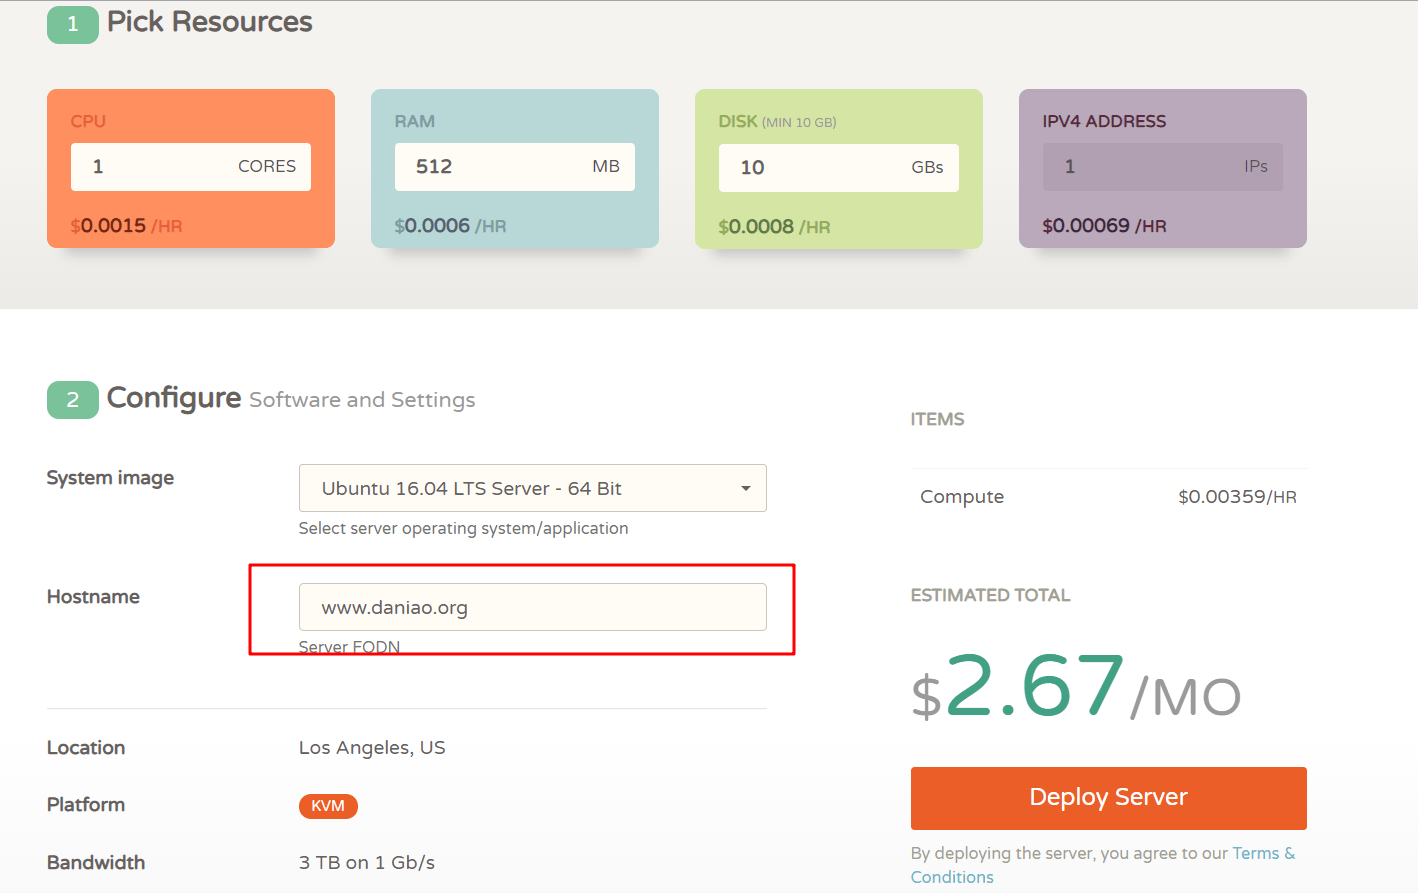 1 Pick Resources
CPU
1 CORES
$0.0015 /HR
RAM
512 MB
$0.0006 /HR
DISK (MIN 10 GB)
10 GBs
$0.0008 /HR
IPV4 ADDRESS
1 IPs
$0.00069 /HR
2 Configure Software and Settings
System image
Ubuntu 16.04 LTS Server - 64 Bit
Select server operating system/application
Hostname
www.daniao.org
Server FQDN
Location Los Angeles, US
Platform KVM
Bandwidth 3 TB on 1 Gb/s
ITEMS
Compute $0.00359/HR
ESTIMATED TOTAL
$2.67/MO
Deploy Server
By deploying the server, you agree to our Terms &
Conditions